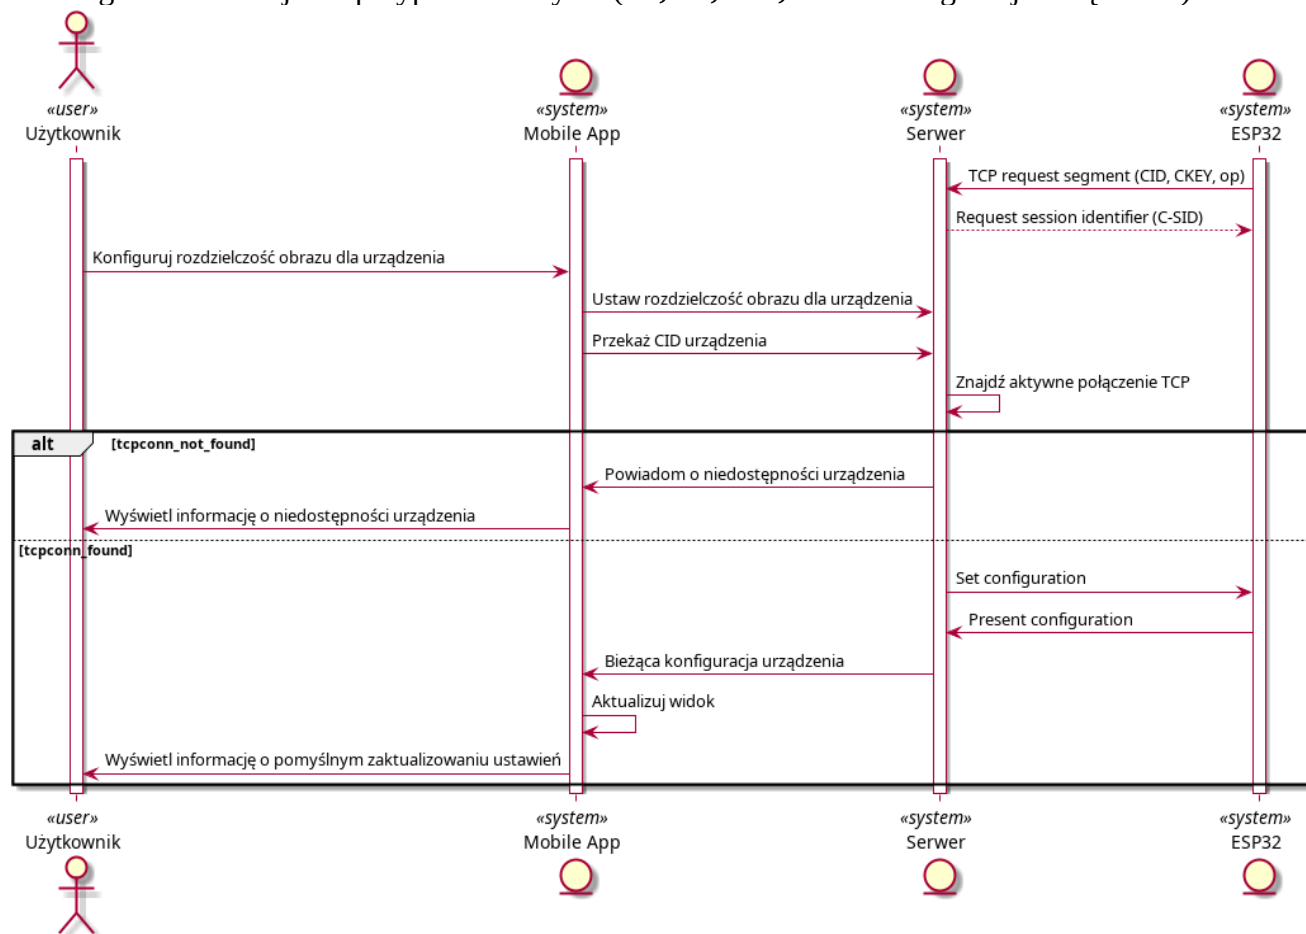 «user»
Użytkownik
«system»
Mobile App
«system»
Serwer
«system»
ESP32
TCP request segment (CID, CKEY, op)
Request session identifier (C-SID)
Konfiguruj rozdzielczość obrazu dla urządzenia
Ustaw rozdzielczość obrazu dla urządzenia
Przekaż CID urządzenia
Znajdź aktywne połączenie TCP
alt [tcpconn_not_found]
Powiadom o niedostępności urządzenia
Wyświetl informację o niedostępności urządzenia
[tcpconn_found]
Set configuration
Present configuration
Bieżąca konfiguracja urządzenia
Aktualizuj widok
Wyświetl informację o pomyślnym zaktualizowaniu ustawień
«user»
Użytkownik
«system»
Mobile App
«system»
Serwer
«system»
ESP32